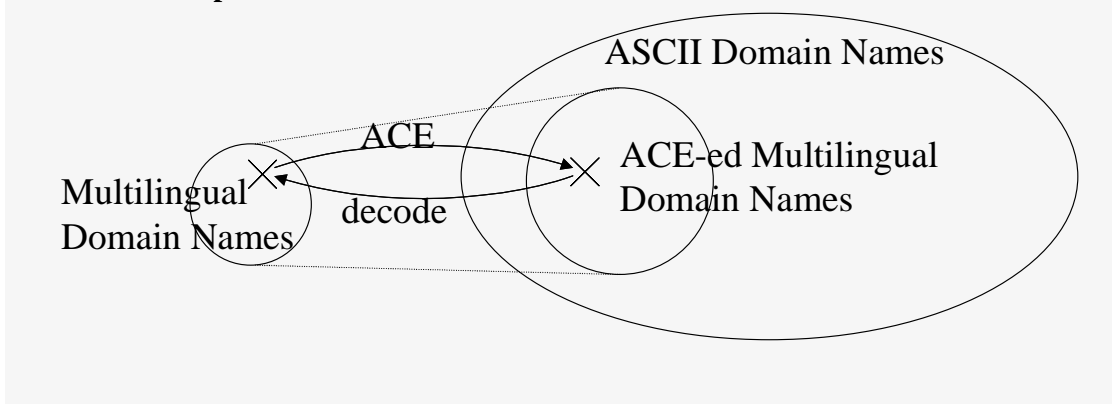 ASCII Domain Names
ACE
ACE-ed Multilingual
Domain Names
Multilingual
Domain Names
decode